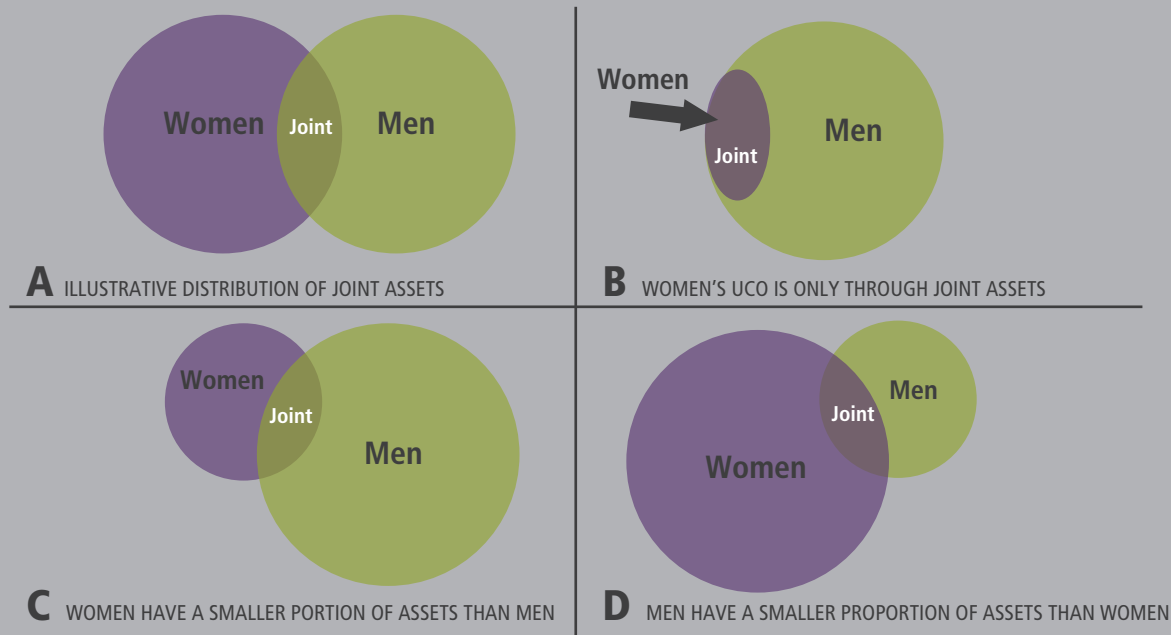 Women
Joint
Men
A ILLUSTRATIVE DISTRIBUTION OF JOINT ASSETS
Women
Men
Joint
B WOMEN'S UCO IS ONLY THROUGH JOINT ASSETS
Women
Joint
Men
C WOMEN HAVE A SMALLER PORTION OF ASSETS THAN MEN
Men
Joint
Women
D MEN HAVE A SMALLER PROPORTION OF ASSETS THAN WOMEN